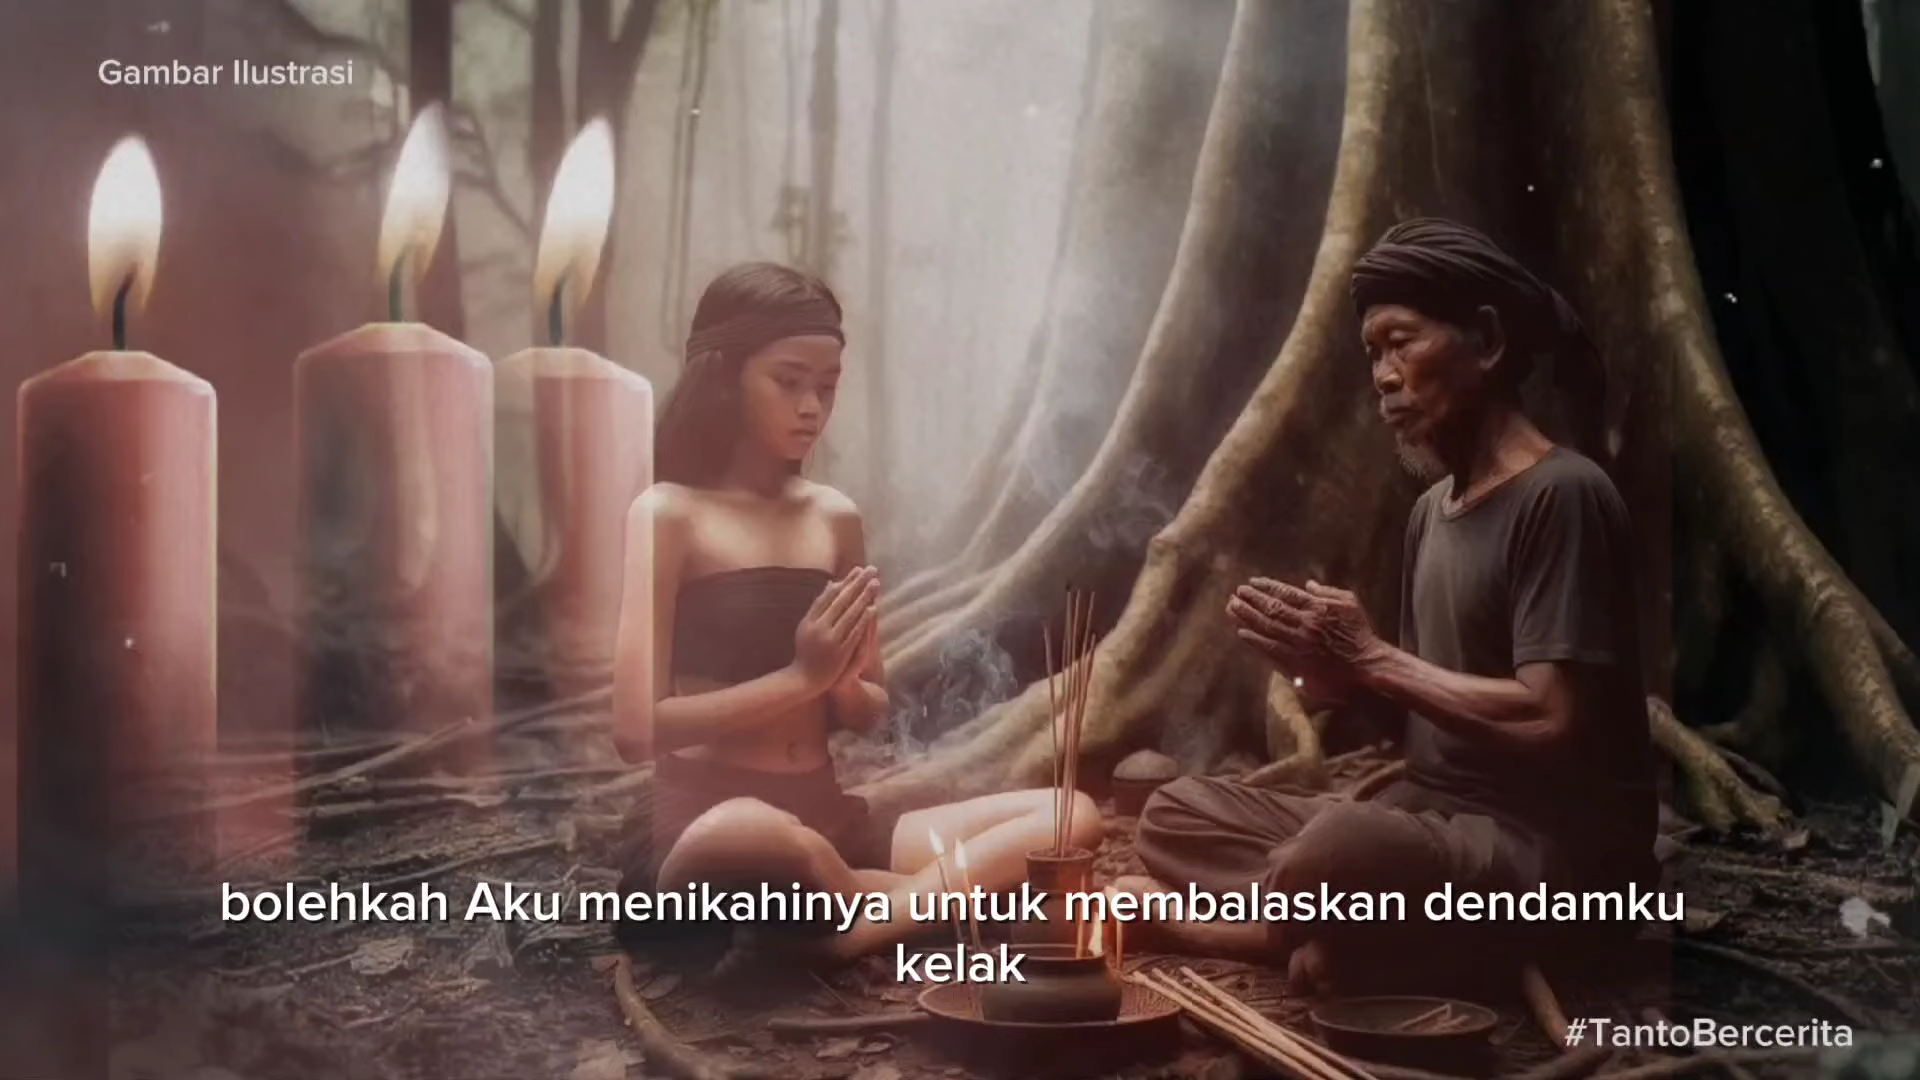 Gambar Ilustrasi
bolehkah Aku menikahinya untuk membalaskan dendamku
kelak
#TantoBercerita